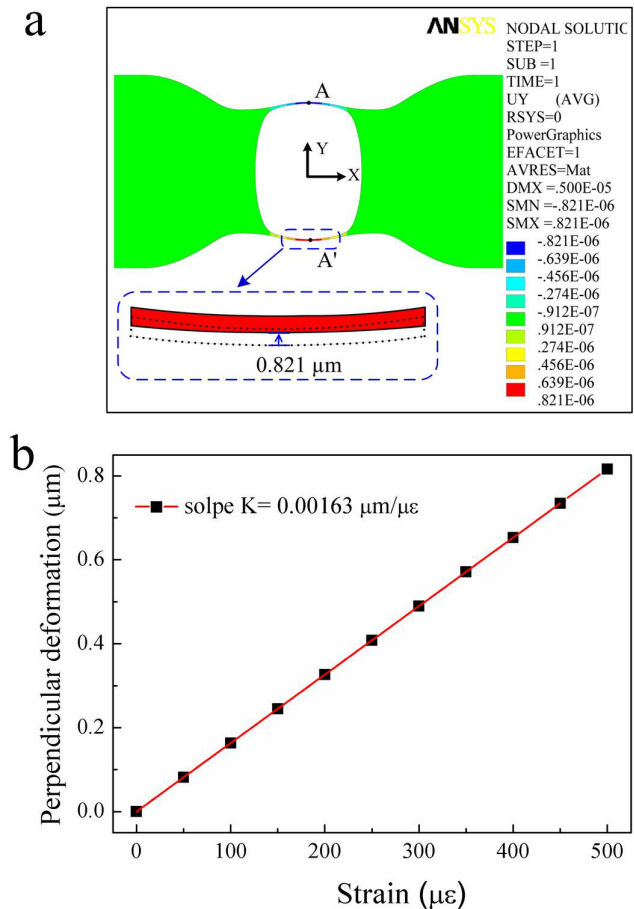 a
ANSYS
NODAL SOLUTIO
STEP=1
SUB =1
TIME=1
UY (AVG)
RSYS=0
PowerGraphics
EFACET=1
AVRES=Mat
DMX =.500E-05
SMN =-.821E-06
SMX =.821E-06
-.821E-06
-.639E-06
-.456E-06
-.274E-06
-.912E-07
.912E-07
.274E-06
.456E-06
.639E-06
.821E-06
A
Y
X
A'
0.821 μm
b
solpe K= 0.00163 μm/με
Perpendicular deformation (μm)
0.8
0.6
0.4
0.2
0.0
0 100 200 300 400 500
Strain (με)